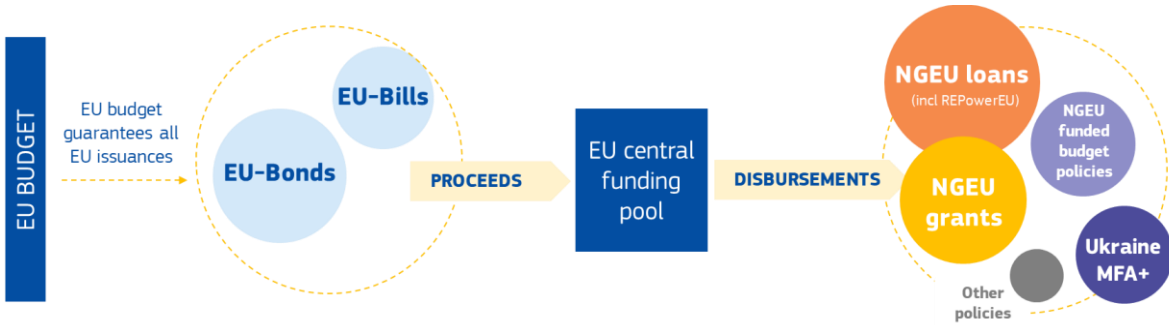 EU BUDGET
EU budget
guarantees all
EU issuances
EU-Bills
EU-Bonds
PROCEEDS
EU central
funding
pool
DISBURSEMENTS
NGEU loans
(incl REPowerEU)
NGEU
funded
budget
policies
NGEU
grants
Ukraine
MFA+
Other
policies